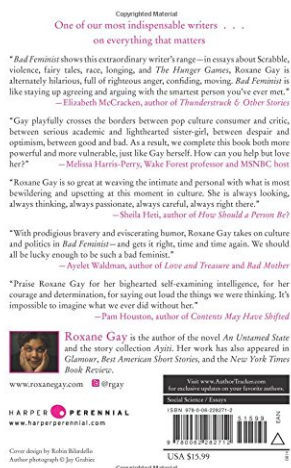 Copyrighted Material
One of our most indispensable writers . . .
on everything that matters
“Bad Feminist shows this extraordinary writer’s range—in essays about Scrabble,
violence, fairy tales, race, longing, and The Hunger Games, Roxane Gay is
alternately hilarious, full of righteous anger, confiding, moving. Bad Feminist is
like staying up agreeing and arguing with the smartest person you’ve ever met.”
—Elizabeth McCracken, author of Thunderstruck & Other Stories
“Gay playfully crosses the borders between pop culture consumer and critic,
between serious academic and lighthearted sister-girl, between despair and
optimism, between good and bad. As a result, we complete this book both more
powerful and more vulnerable, just like Gay herself. How can you help but love
her?” —Melissa Harris-Perry, Wake Forest professor and MSNBC host
“Roxane Gay is so great at weaving the intimate and personal with what is most
bewildering and upsetting at this moment in culture. She is always looking,
always thinking, always passionate, always careful, always right there.”
—Sheila Heti, author of How Should a Person Be?
“With prodigious bravery and eviscerating humor, Roxane Gay takes on culture
and politics in Bad Feminist—and gets it right, time and time again. We should
all be lucky enough to be such a bad feminist.”
—Ayelet Waldman, author of Love and Treasure and Bad Mother
“Praise Roxane Gay for her bighearted self-examining intelligence, for her
courage and determination, for saying out loud the things we were thinking. It’s
impossible to imagine what we ever did without her.”
—Pam Houston, author of Contents May Have Shifted
Roxane Gay is the author of the novel An Untamed State
and the story collection Ayiti. Her work has also appeared in
Glamour, Best American Short Stories, and the New York Times
Book Review.
www.roxanegay.com @rgay
Visit www.AuthorTracker.com
for exclusive updates on your favorite authors.
Social Science / Essays
HARPER PERENNIAL
www.harperperennial.com
ISBN 978-0-06-228271-2
51599
9 780062 282712
EAN
Cover design by Robin Bilardello
Author photograph © Jay Grabiec
USA $15.99
Copyrighted Material